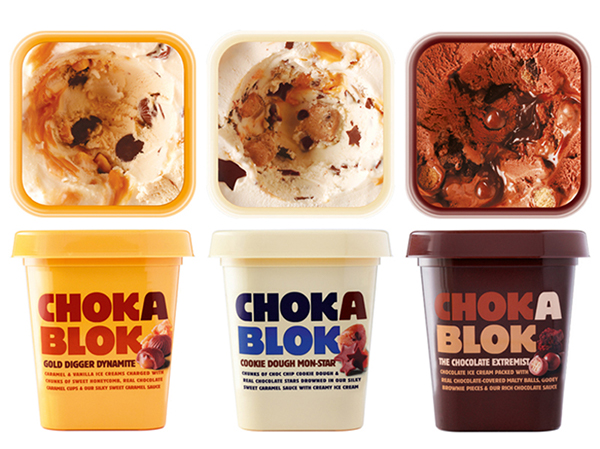 CHOKA
BLOK
GOLD DIGGER DYNAMITE
CARAMEL & VANILLA ICE CREAMS CHARGED WITH
CHUNKS OF SWEET HONEYCOMB, REAL CHOCOLATE
CARAMEL CUPS & OUR SILKY SWEET CARAMEL SAUCE
CHOKA
BLOK
COOKIE DOUGH MON-STAR
CHUNKS OF CHOC CHIP COOKIE DOUGH &
REAL CHOCOLATE STARS DROWNED IN OUR SILKY
SWEET CARAMEL SAUCE WITH CREAMY ICE CREAM
CHOKA
BLOK
THE CHOCOLATE EXTREMIST
CHOCOLATE ICE CREAM PACKED WITH
REAL CHOCOLATE-COVERED MALTY BALLS, GOOEY
BROWNIE PIECES & OUR RICH CHOCOLATE SAUCE